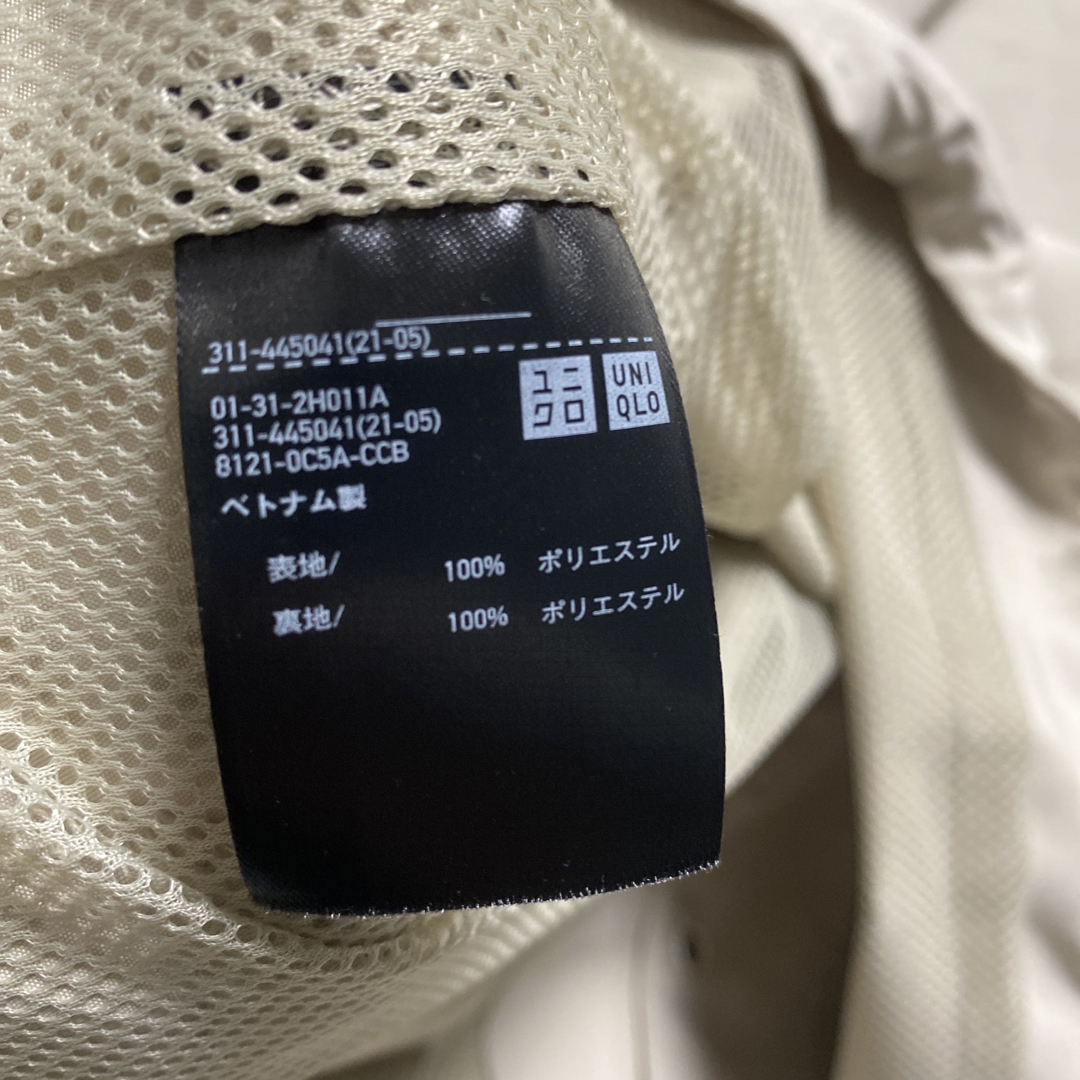 311-445041(21-05)
ユニ
クロ
UNI
QLO
01-31-2H011A
311-445041(21-05)
8121-0C5A-CCB
ベトナム製
表地/ 100% ポリエステル
裏地/ 100% ポリエステル